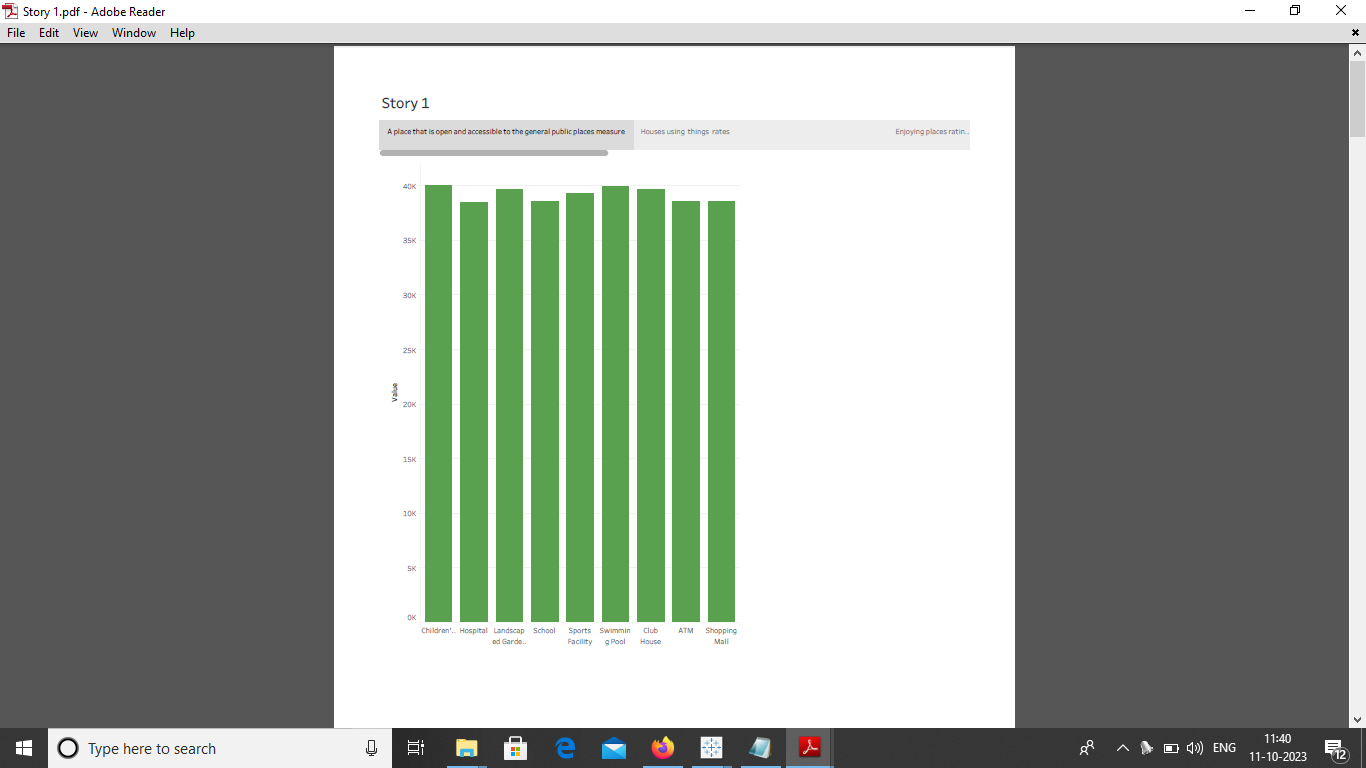 Story 1.pdf - Adobe Reader
File Edit View Window Help
Story 1
A place that is open and accessible to the general public places measure
Houses using things rates
Enjoying places ratin..
40K
35K
30K
25K
20K
15K
10K
5K
0K
Value
Children'.. Hospital Landscap School Sports Swimmin Club ATM Shopping
ed Garde.. Facility g Pool House Mall
Type here to search
ENG
11:40
11-10-2023
12